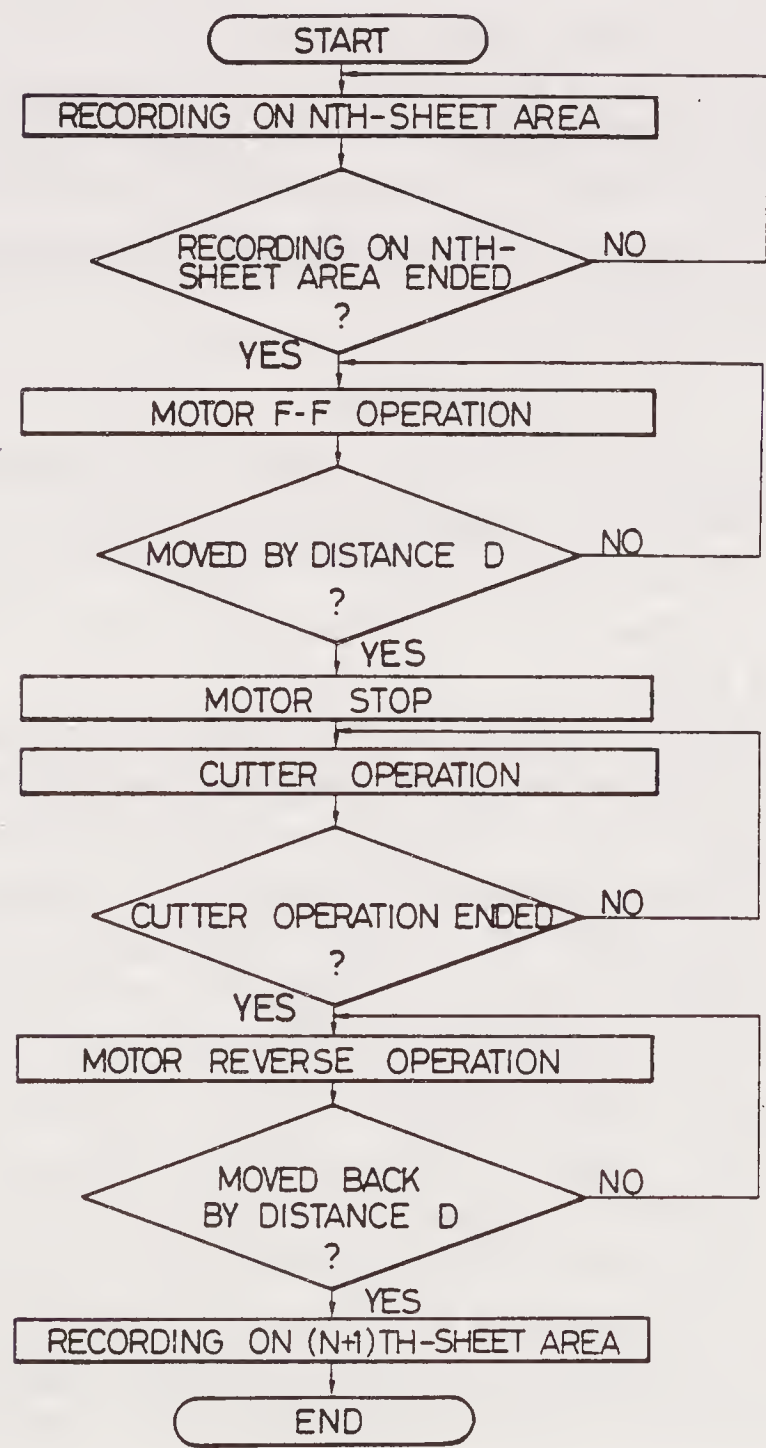 START
RECORDING ON NTH-SHEET AREA
RECORDING ON NTH-
SHEET AREA ENDED
?
NO
YES
MOTOR F-F OPERATION
MOVED BY DISTANCE D
?
NO
YES
MOTOR STOP
CUTTER OPERATION
CUTTER OPERATION ENDED
?
NO
YES
MOTOR REVERSE OPERATION
MOVED BACK
BY DISTANCE D
?
NO
YES
RECORDING ON (N+1)TH-SHEET AREA
END